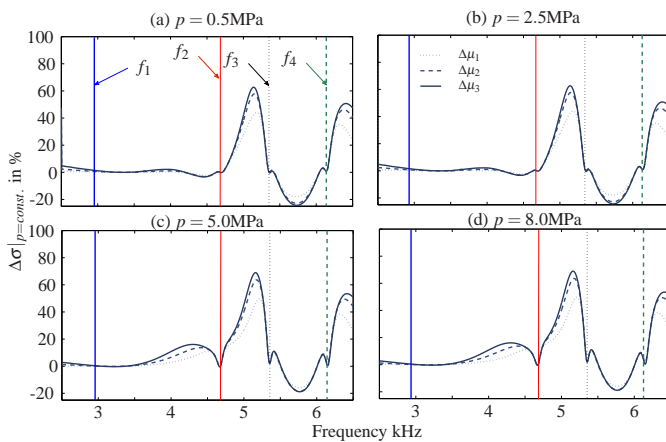 (a) p = 0.5MPa
(b) p = 2.5MPa
100
80
60
40
20
0
-20
f1
f2
f3
f4
Δμ1
Δμ2
Δμ3
Δσ|p=const. in %
(c) p = 5.0MPa
(d) p = 8.0MPa
100
80
60
40
20
0
-20
3 4 5 6
3 4 5 6
Frequency kHz